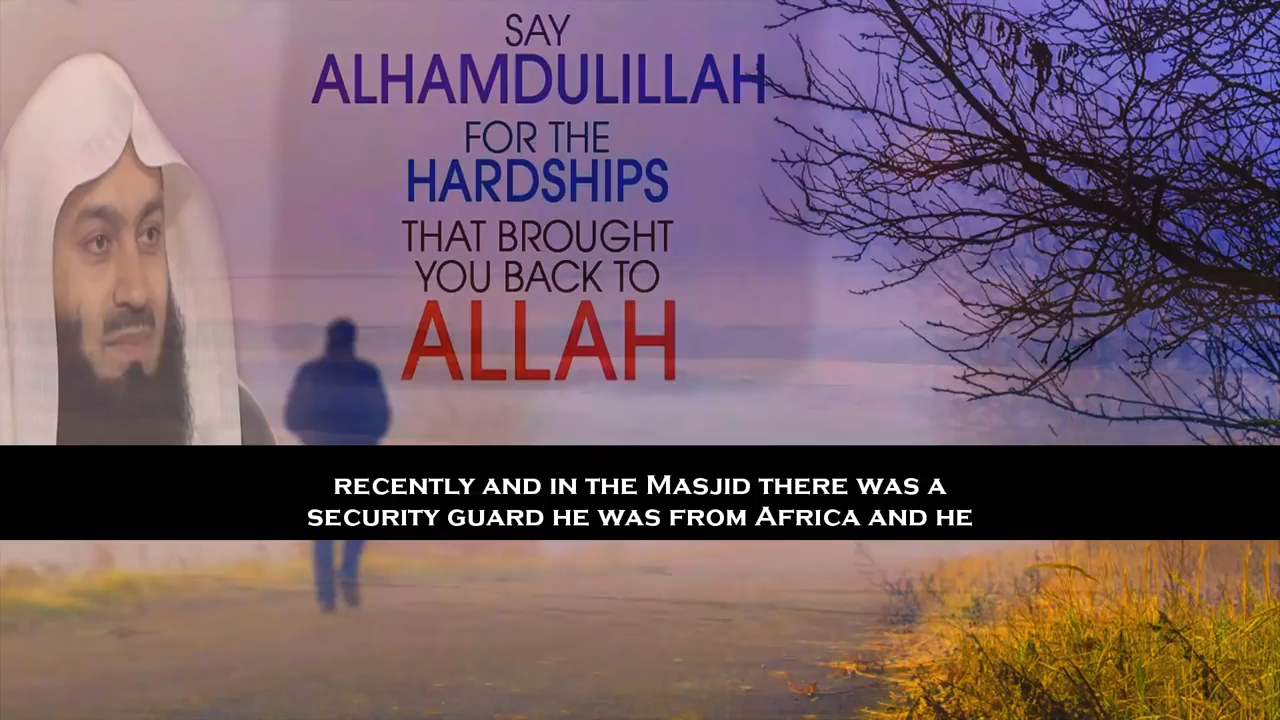 SAY
ALHAMDULILLAH
FOR THE
HARDSHIPS
THAT BROUGHT
YOU BACK TO
ALLAH
RECENTLY AND IN THE MASJID THERE WAS A
SECURITY GUARD HE WAS FROM AFRICA AND HE